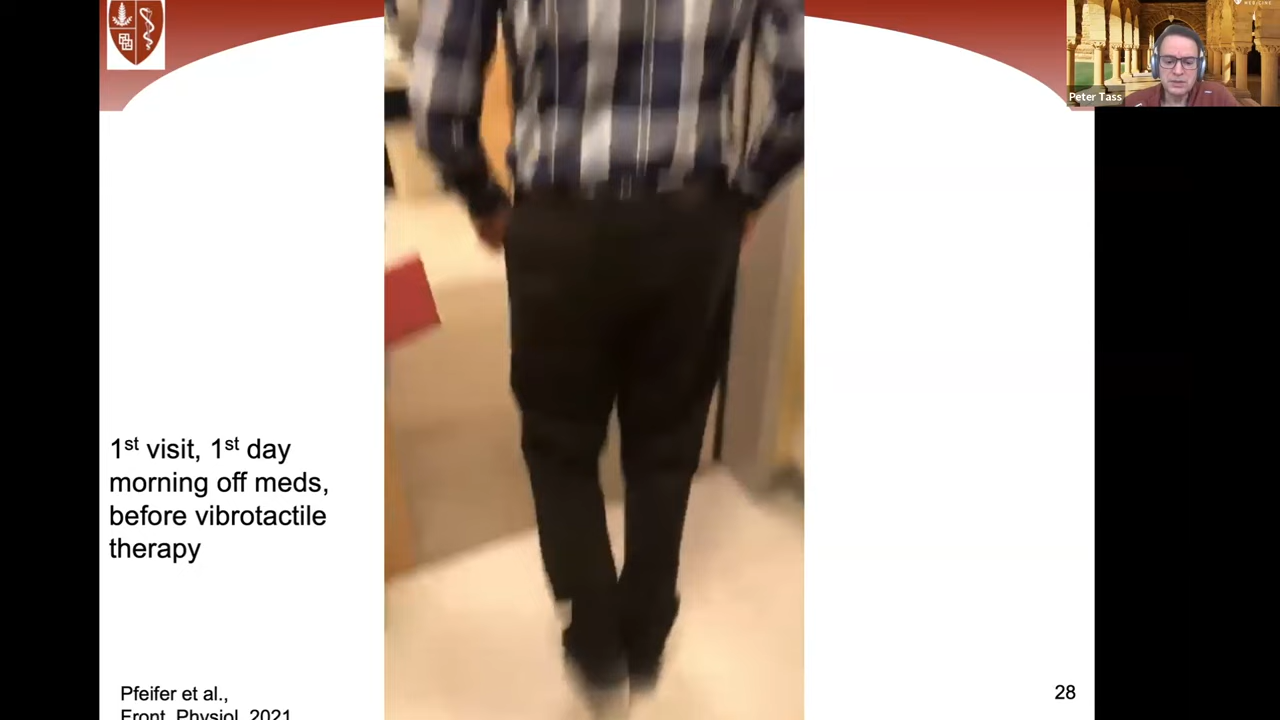 MEDICINE
Peter Tass
1st visit, 1st day
morning off meds,
before vibrotactile
therapy
Pfeifer et al.,
Front. Physiol. 2021
28